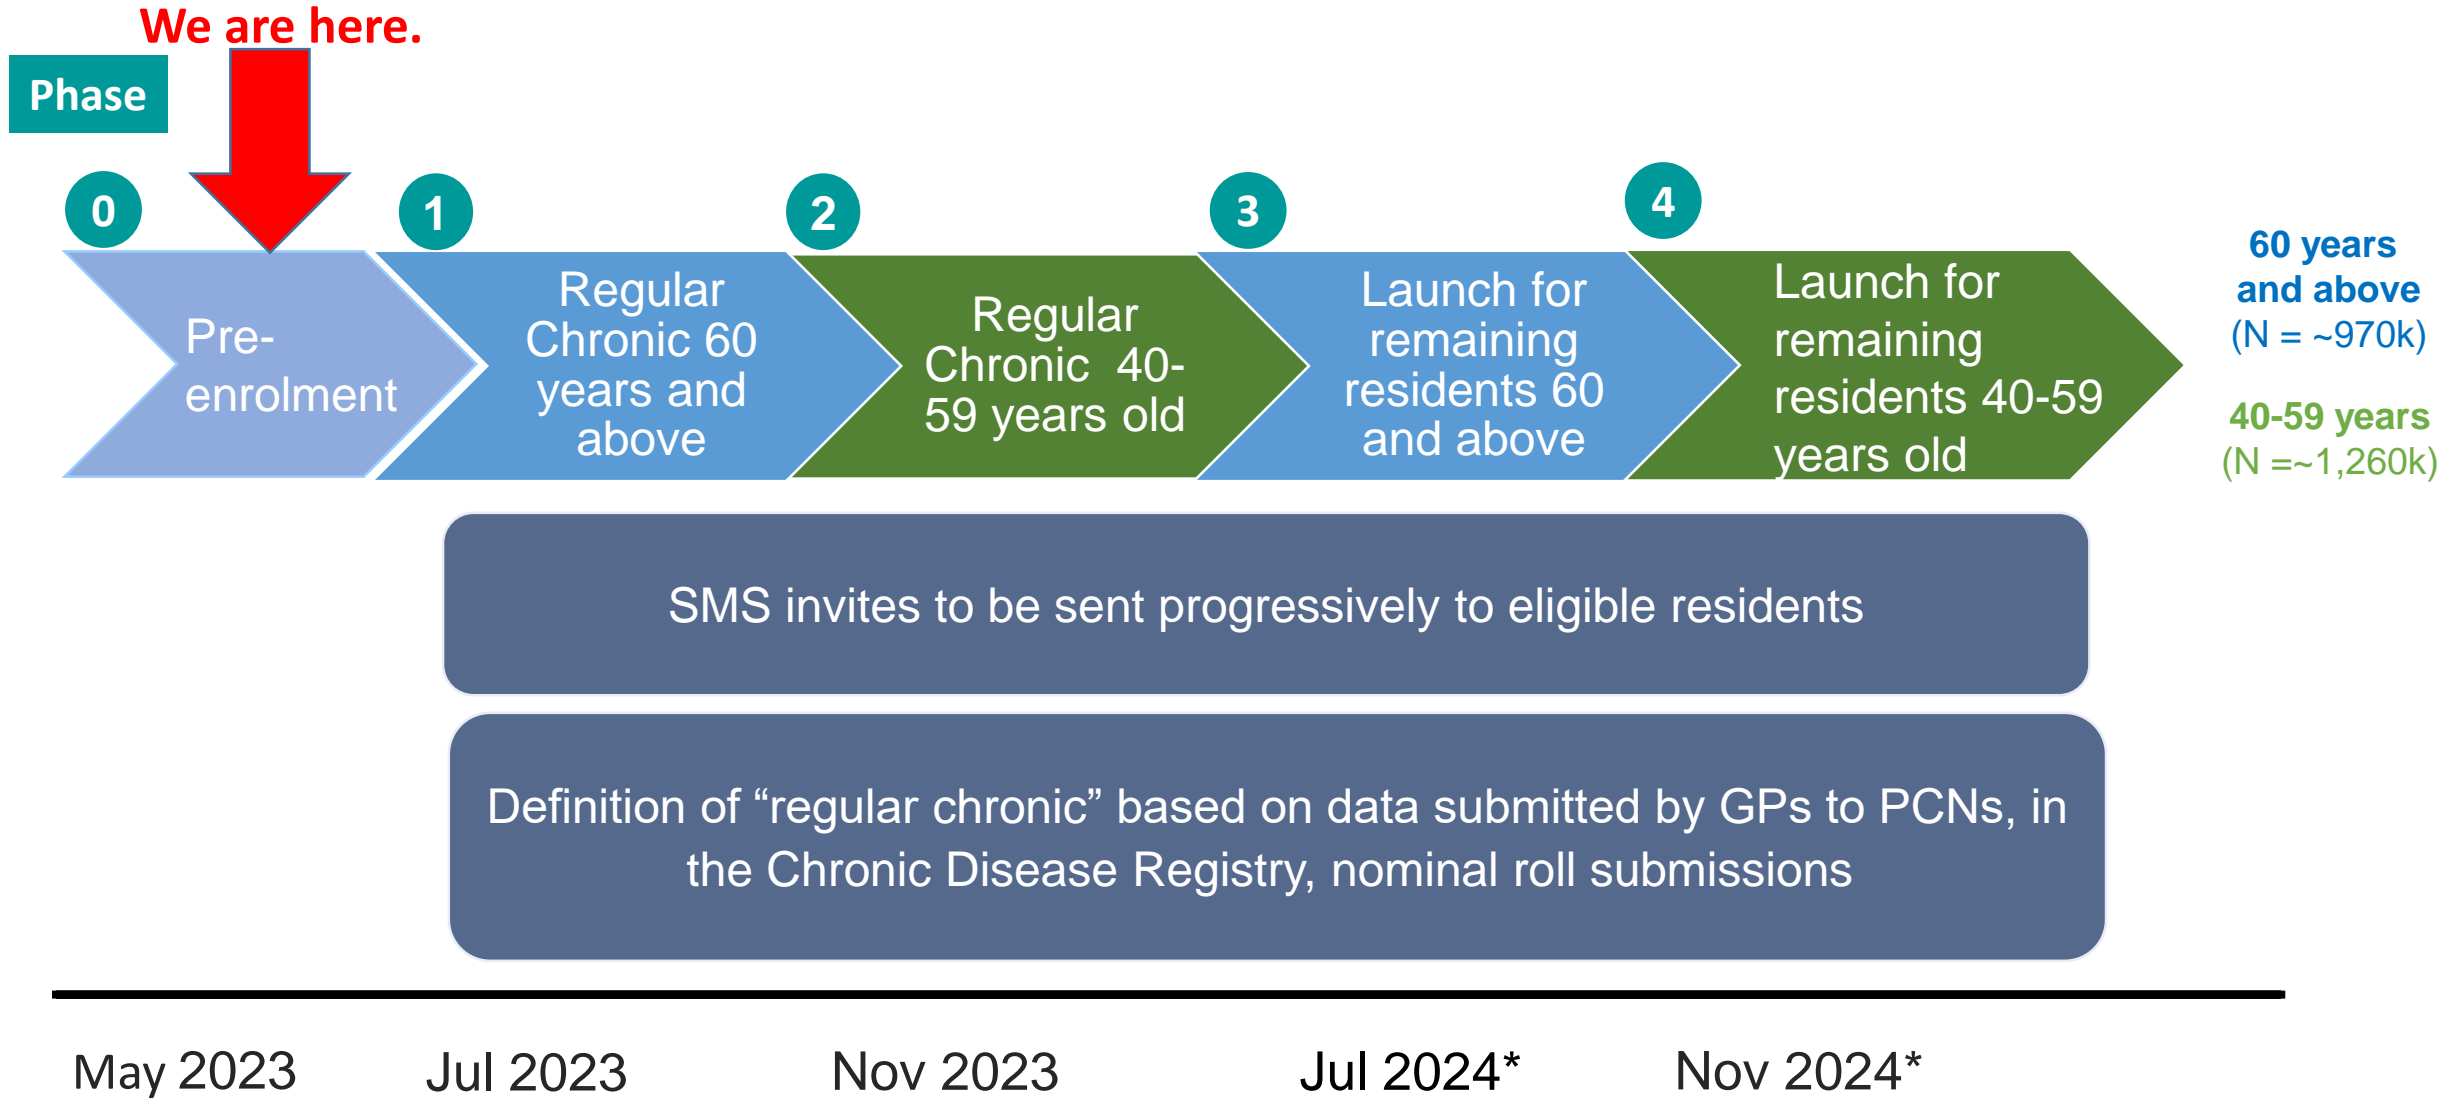 We are here.
Phase
0
1
2
3
4
Pre-
enrolment
Regular
Chronic 60
years and
above
Regular
Chronic 40-
59 years old
Launch for
remaining
residents 60
and above
Launch for
remaining
residents 40-59
years old
60 years
and above
(N = ~970k)
40-59 years
(N =~1,260k)
SMS invites to be sent progressively to eligible residents
Definition of “regular chronic” based on data submitted by GPs to PCNs, in
the Chronic Disease Registry, nominal roll submissions
May 2023
Jul 2023
Nov 2023
Jul 2024*
Nov 2024*